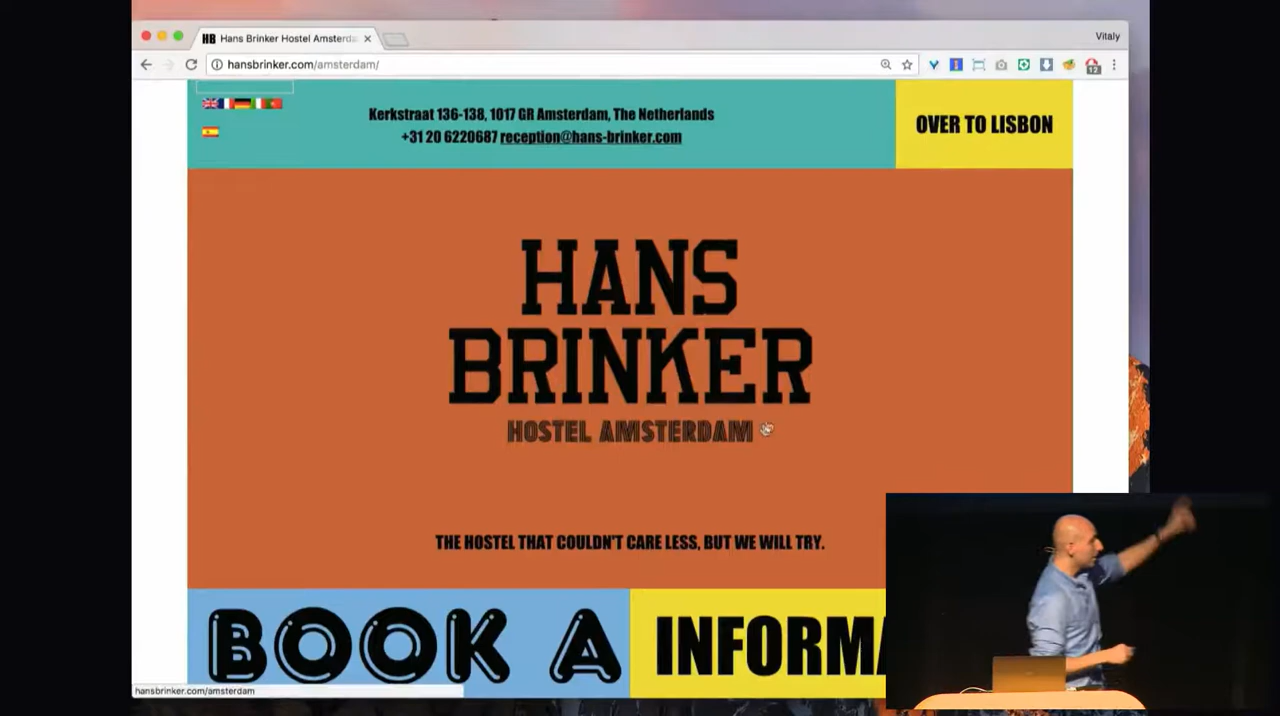 Hans Brinker Hostel Amsterda
Vitaly
hansbrinker.com/amsterdam/
12
Kerkstraat 136-138, 1017 GR Amsterdam, The Netherlands
+31 20 6220687 reception@hans-brinker.com
OVER TO LISBON
HANS
BRINKER
HOSTEL AMSTERDAM
THE HOSTEL THAT COULDN'T CARE LESS, BUT WE WILL TRY.
BOOK A
INFORMA
hansbrinker.com/amsterdam